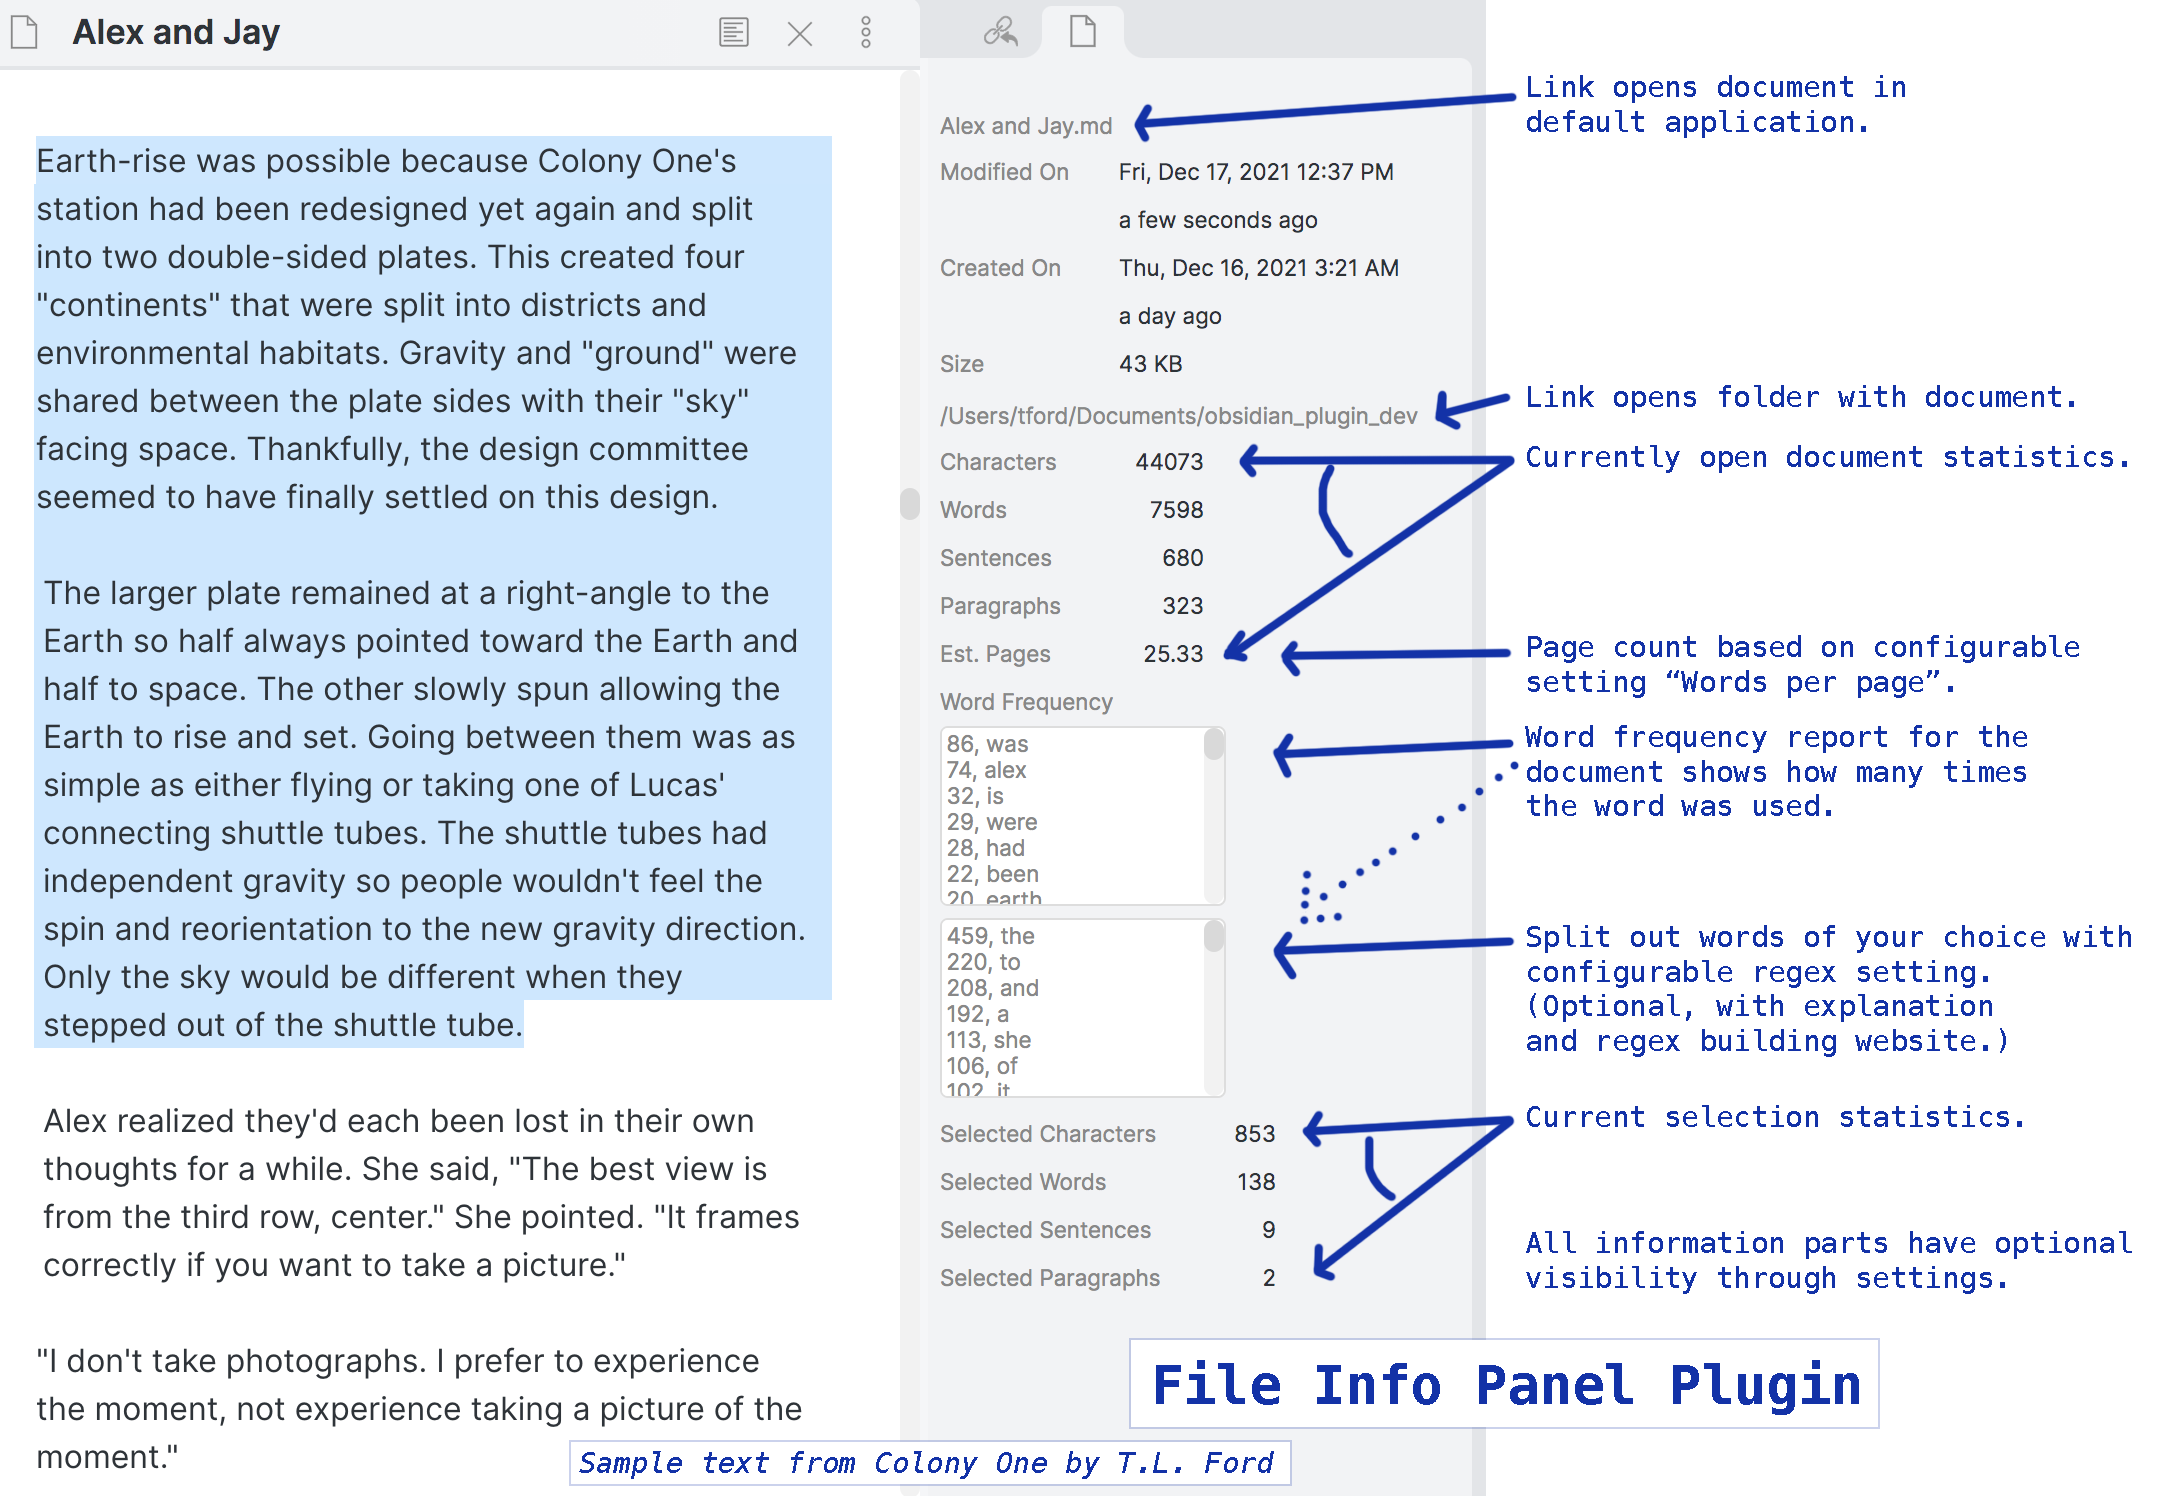 Alex and Jay
Earth-rise was possible because Colony One's
station had been redesigned yet again and split
into two double-sided plates. This created four
"continents" that were split into districts and
environmental habitats. Gravity and "ground" were
shared between the plate sides with their "sky"
facing space. Thankfully, the design committee
seemed to have finally settled on this design.
The larger plate remained at a right-angle to the
Earth so half always pointed toward the Earth and
half to space. The other slowly spun allowing the
Earth to rise and set. Going between them was as
simple as either flying or taking one of Lucas'
connecting shuttle tubes. The shuttle tubes had
independent gravity so people wouldn't feel the
spin and reorientation to the new gravity direction.
Only the sky would be different when they
stepped out of the shuttle tube.
Alex realized they'd each been lost in their own
thoughts for a while. She said, "The best view is
from the third row, center." She pointed. "It frames
correctly if you want to take a picture."
"I don't take photographs. I prefer to experience
the moment, not experience taking a picture of the
moment."
Alex and Jay.md
Modified On Fri, Dec 17, 2021 12:37 PM
a few seconds ago
Created On Thu, Dec 16, 2021 3:21 AM
a day ago
Size 43 KB
/Users/tford/Documents/obsidian_plugin_dev
Characters 44073
Words 7598
Sentences 680
Paragraphs 323
Est. Pages 25.33
Word Frequency
86, was
74, alex
32, is
29, were
28, had
22, been
20, earth
459, the
220, to
208, and
192, a
113, she
106, of
102, it
Selected Characters 853
Selected Words 138
Selected Sentences 9
Selected Paragraphs 2
Link opens document in
default application.
Link opens folder with document.
Currently open document statistics.
Page count based on configurable
setting “Words per page”.
Word frequency report for the
document shows how many times
the word was used.
Split out words of your choice with
configurable regex setting.
(Optional, with explanation
and regex building website.)
Current selection statistics.
All information parts have optional
visibility through settings.
File Info Panel Plugin
Sample text from Colony One by T.L. Ford